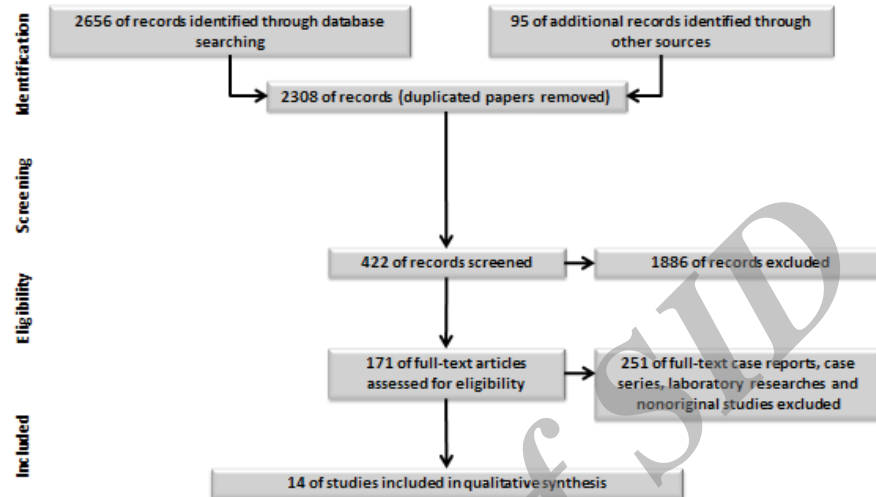 Identification
2656 of records identified through database
searching
95 of additional records identified through
other sources
2308 of records (duplicated papers removed)
Screening
422 of records screened
1886 of records excluded
Eligibility
171 of full-text articles
assessed for eligibility
251 of full-text case reports, case
series, laboratory researches and
nonoriginal studies excluded
Included
14 of studies included in qualitative synthesis
of SID